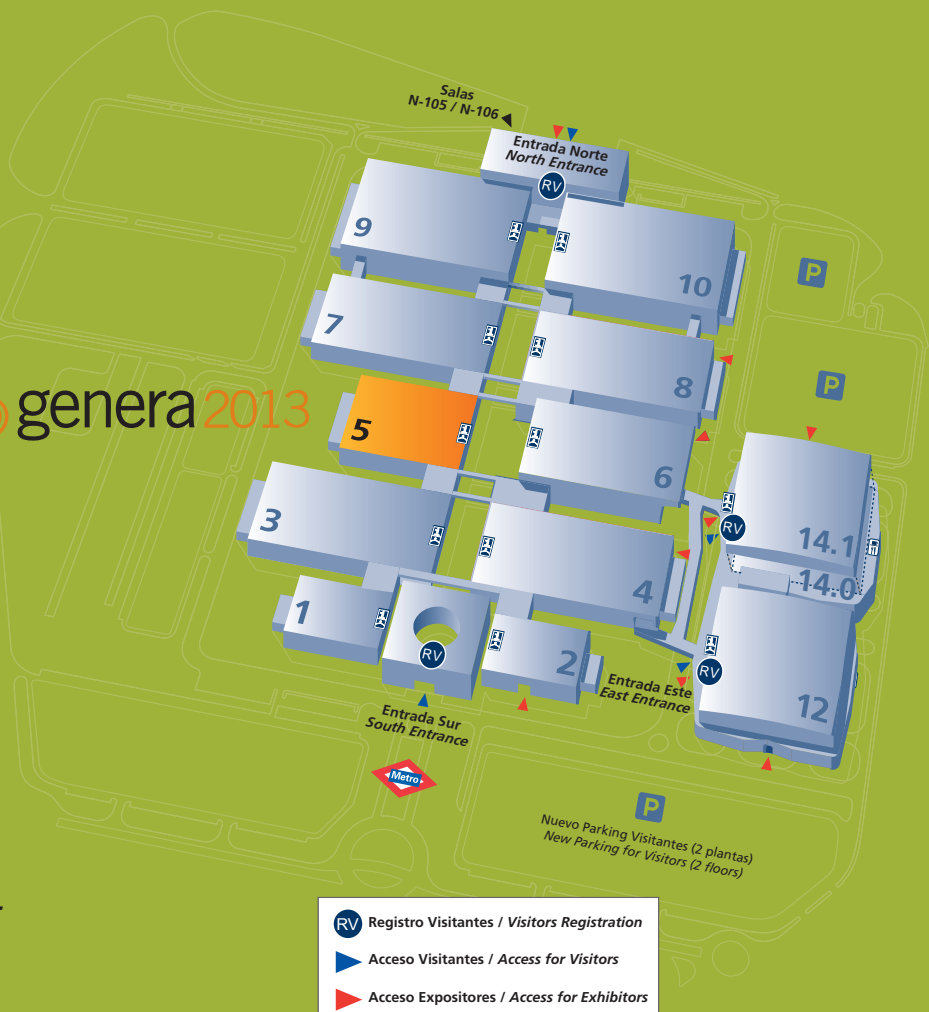 Salas
N-105 / N-106
Entrada Norte
North Entrance
RV
9
10
P
7
8
P
genera 2013
5
6
3
14.1
RV
4
14.0
1
RV
2
RV
12
Entrada Este
East Entrance
Entrada Sur
South Entrance
Metro
P
Nuevo Parking Visitantes (2 plantas)
New Parking for Visitors (2 floors)
RV Registro Visitantes / Visitors Registration
Acceso Visitantes / Access for Visitors
Acceso Expositores / Access for Exhibitors